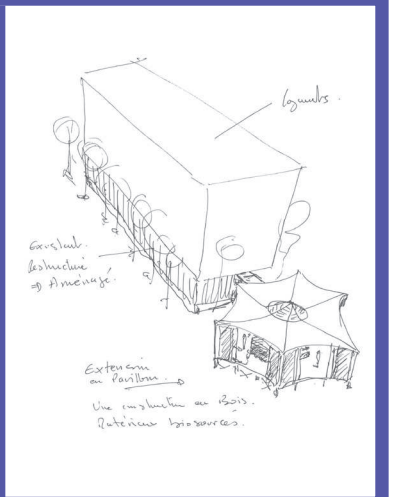 logements.
Existant.
Restructuré
⇒ Aménagé.
Extension
en Pavillon.
Une construction en Bois.
Matériaux biosourcés.